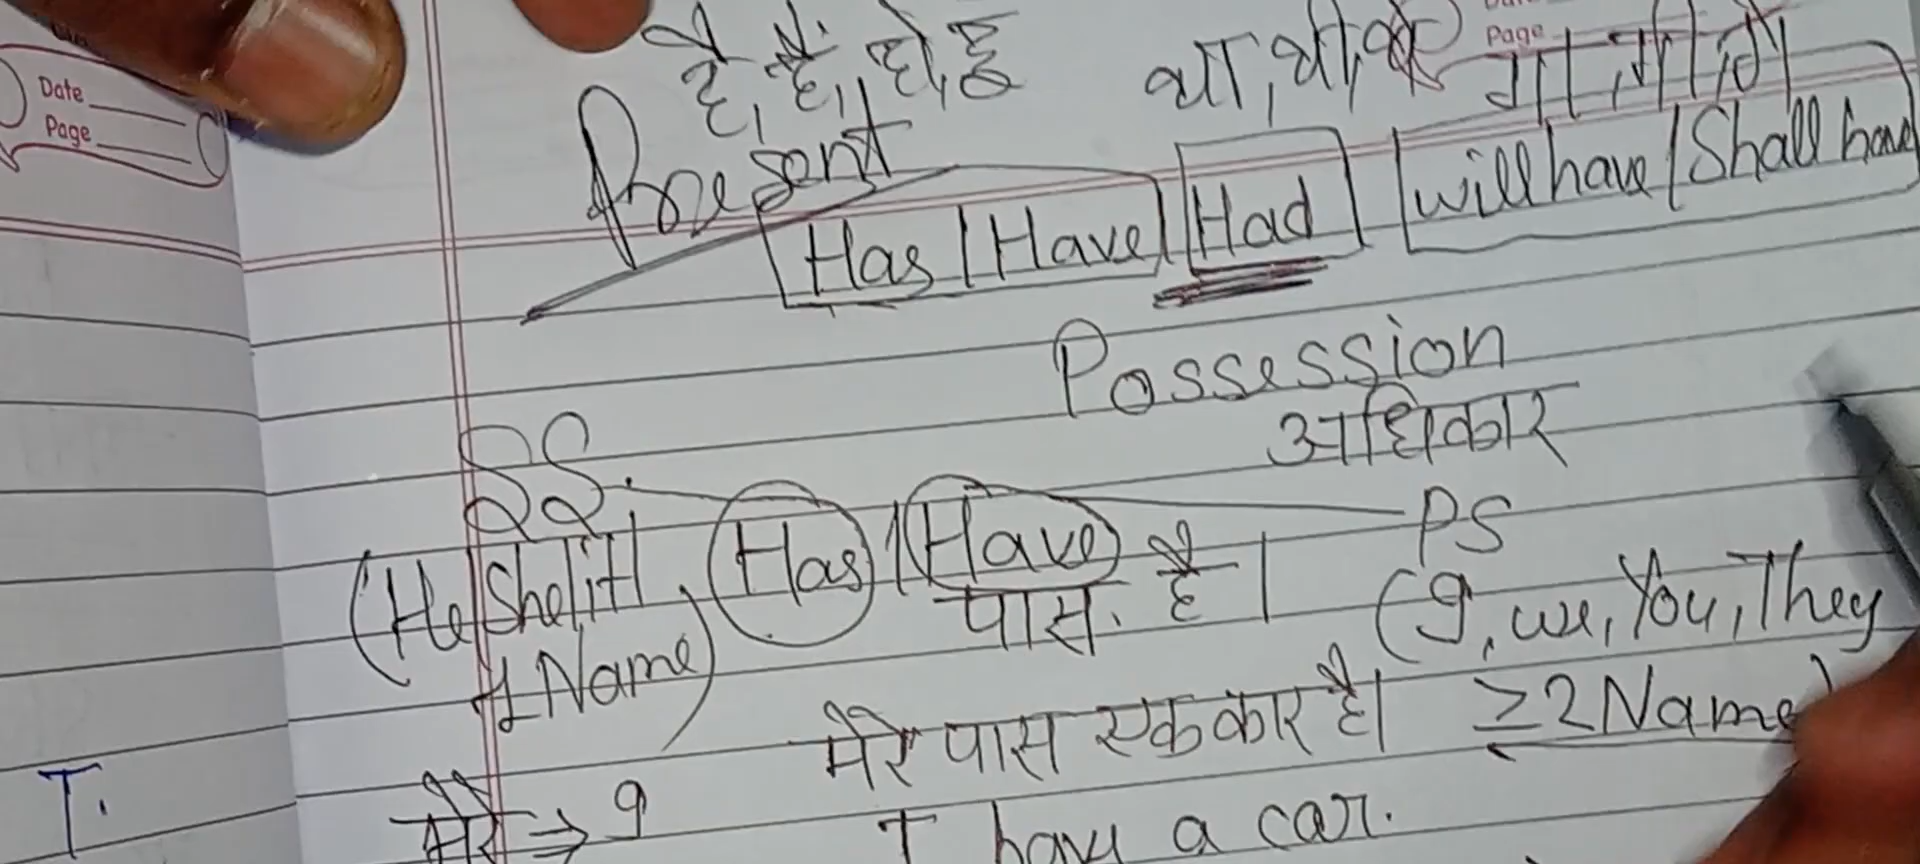 Date
Page
Page
है, हैं, हो, हूँ था, थी, थे गा, गी, गे
Present
Has / Have Had will have / Shall have
Possession
अधिकार
SS. Has / Have PS
(He/She/it/ पास है। (I, we, You, They
1 Name) ≥2 Name)
मेरे पास एक कार है।
T. मेरे ⇒ I
I have a car.